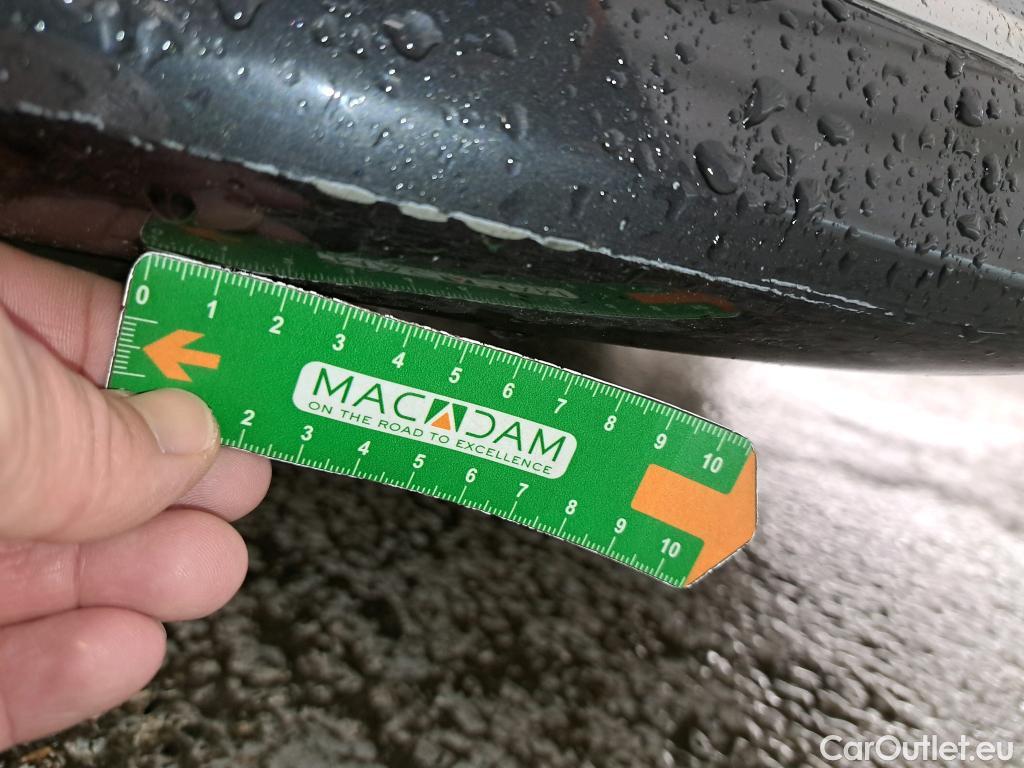 0 1 2 3 4 5 6 7 8 9 10
MACADAM
ON THE ROAD TO EXCELLENCE
2 3 4 5 6 7 8 9 10
CarOutlet.eu